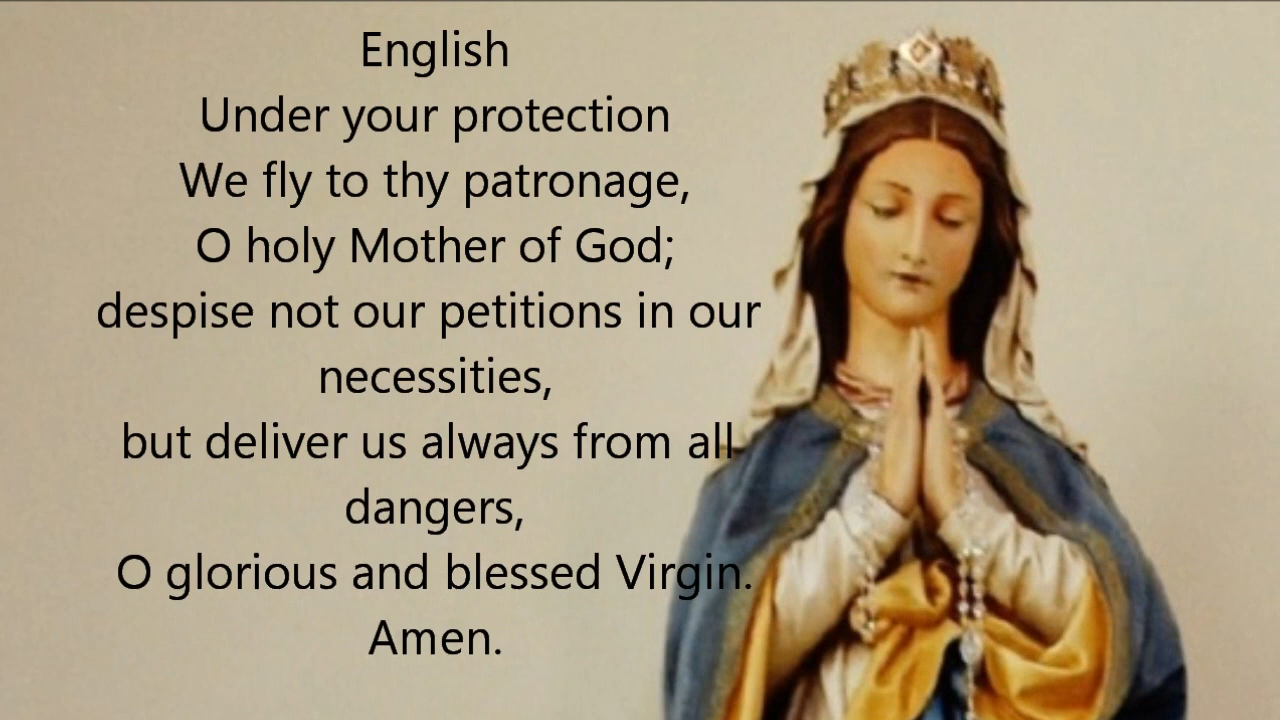 English
Under your protection
We fly to thy patronage,
O holy Mother of God;
despise not our petitions in our
necessities,
but deliver us always from all
dangers,
O glorious and blessed Virgin.
Amen.